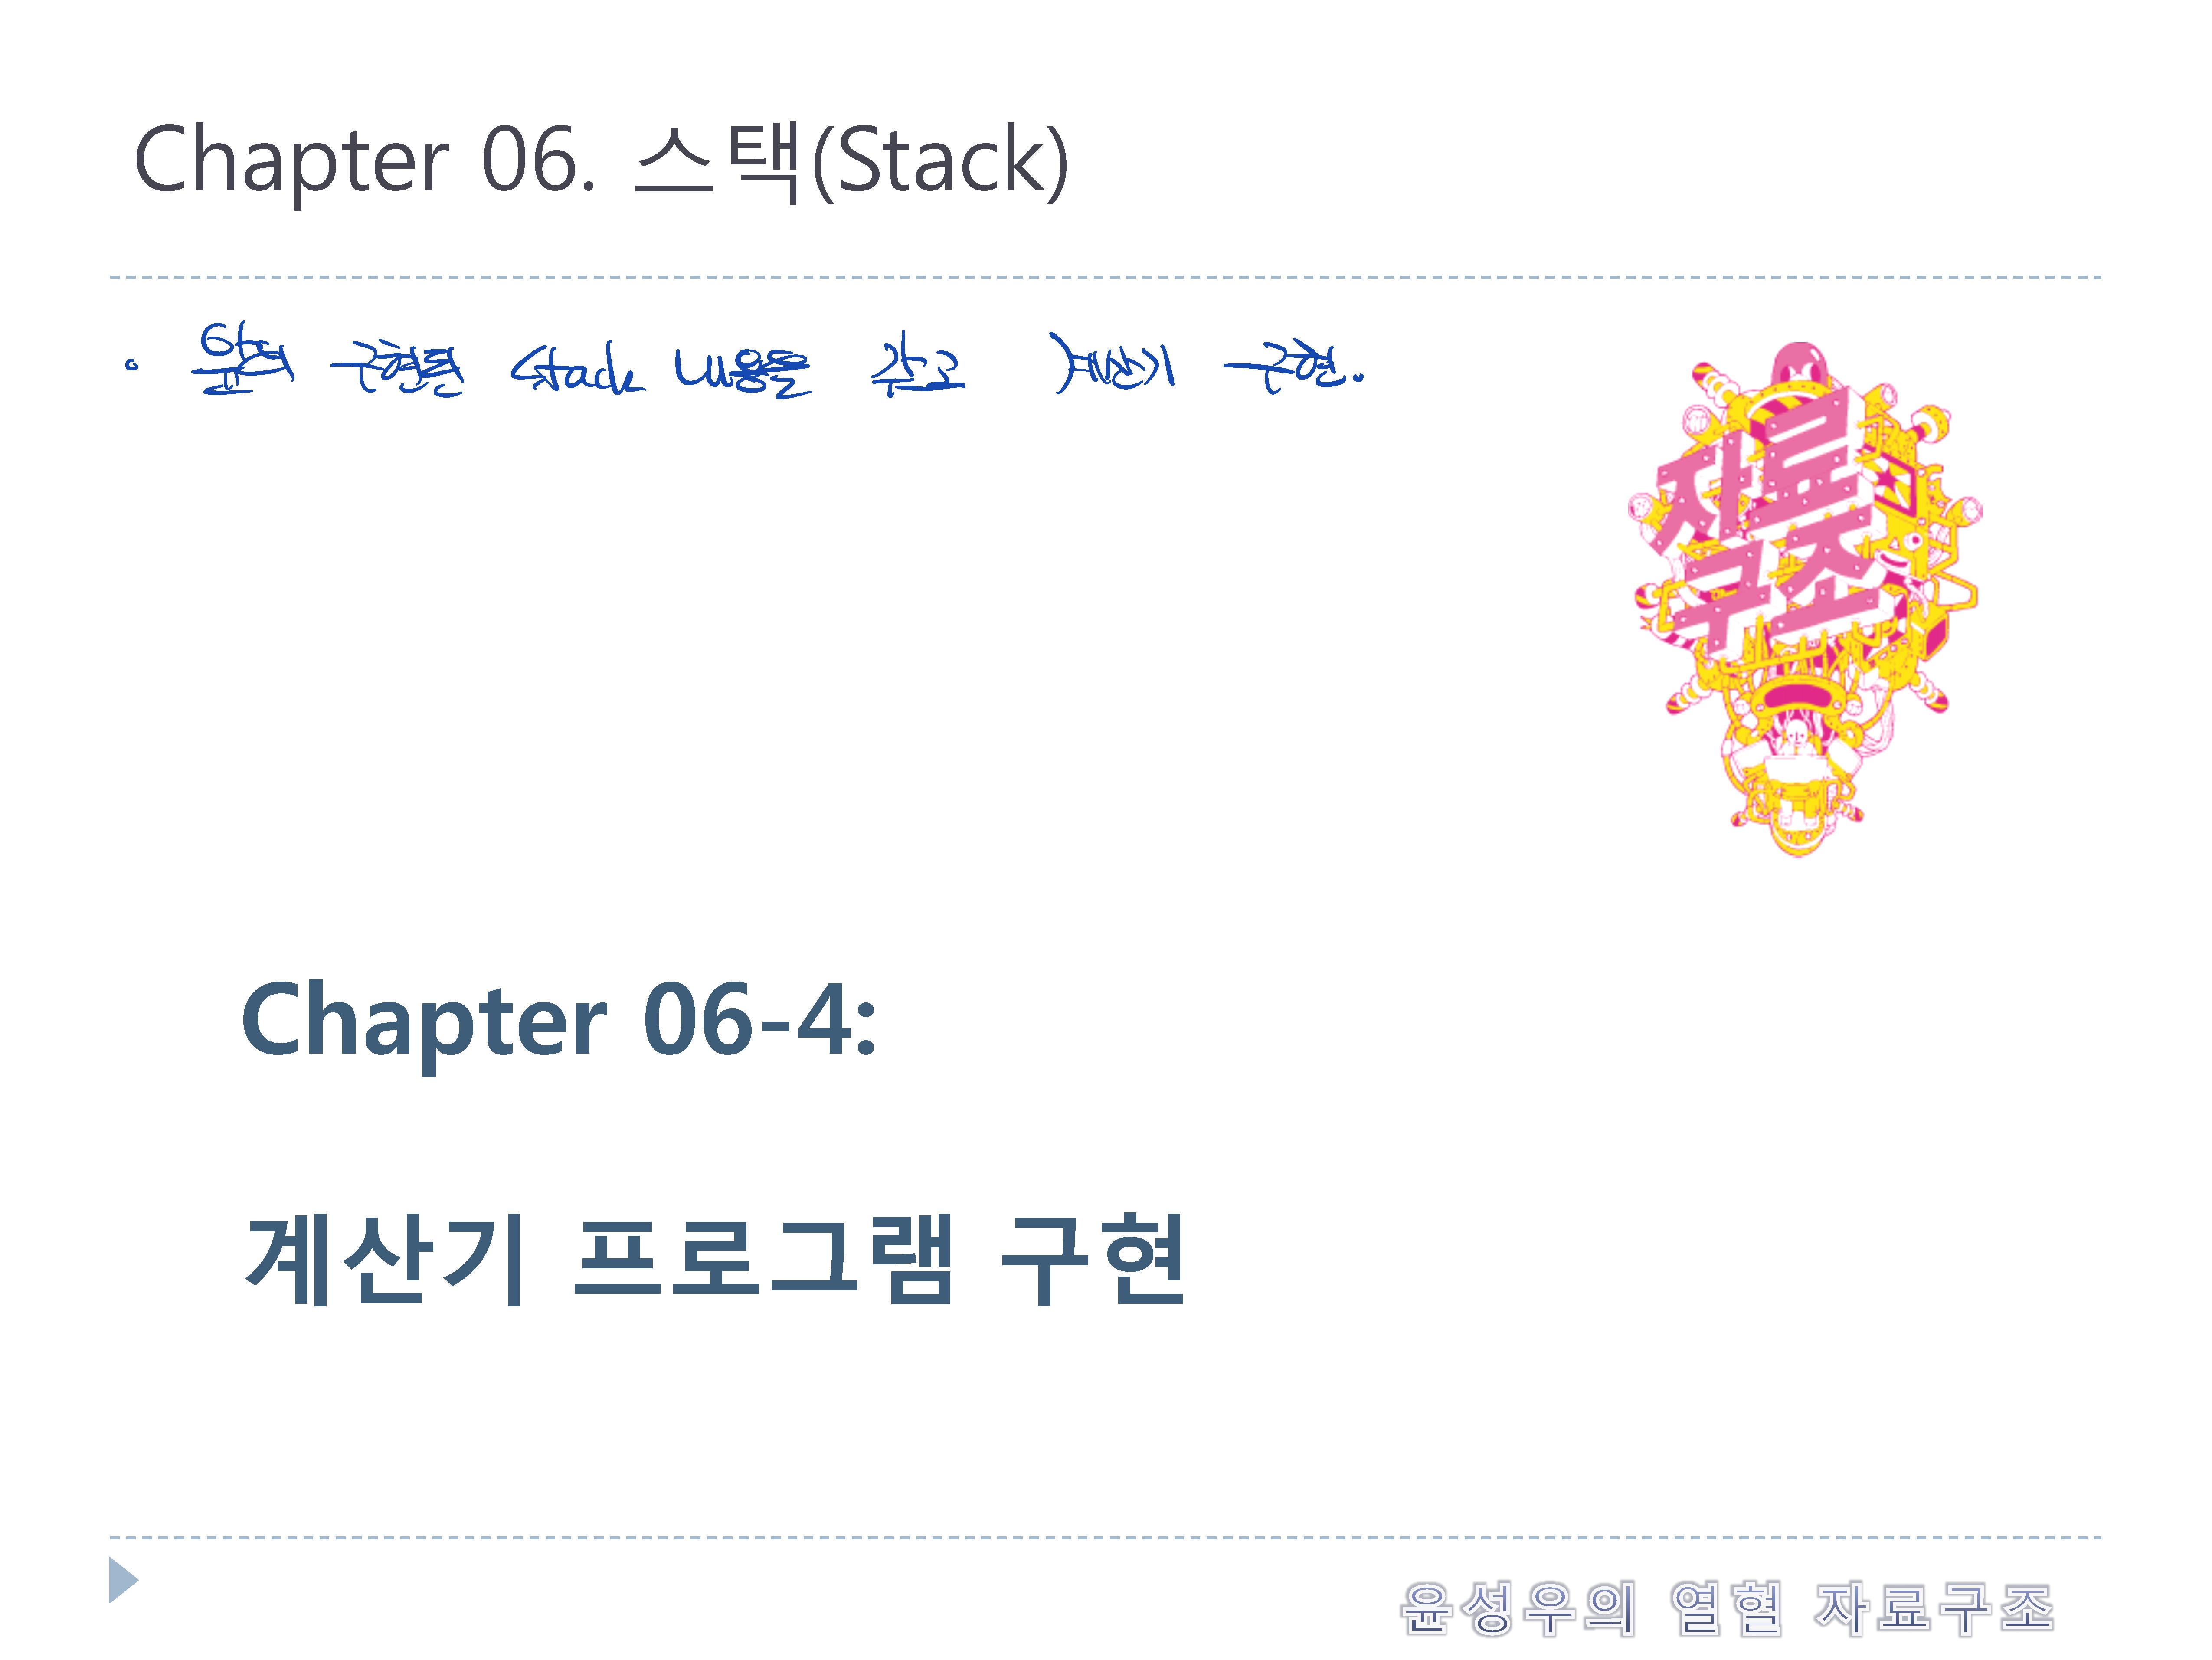 Chapter 06. 스택(Stack)
구현된 Stack 내용을 갖고 계산기 구현.
자료
구조
Chapter 06-4:
계산기 프로그램 구현
윤성우의 열혈 자료구조